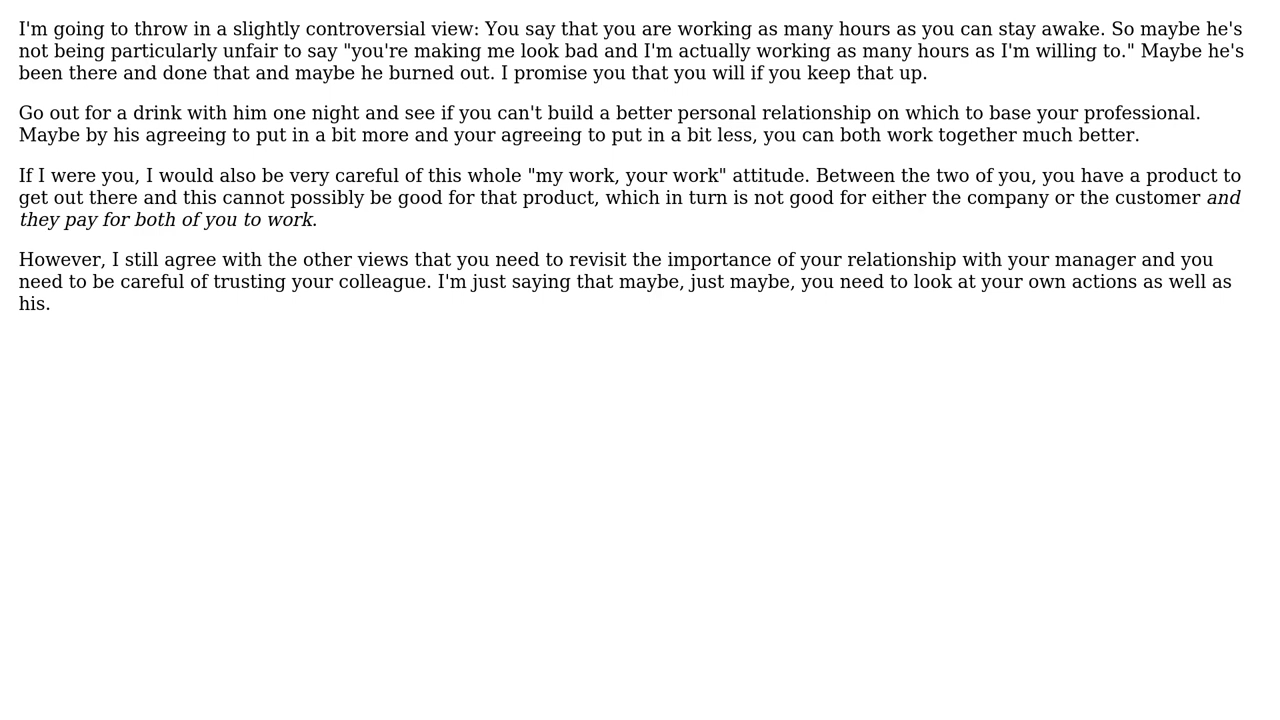 I'm going to throw in a slightly controversial view: You say that you are working as many hours as you can stay awake. So maybe he's
not being particularly unfair to say "you're making me look bad and I'm actually working as many hours as I'm willing to." Maybe he's
been there and done that and maybe he burned out. I promise you that you will if you keep that up.
Go out for a drink with him one night and see if you can't build a better personal relationship on which to base your professional.
Maybe by his agreeing to put in a bit more and your agreeing to put in a bit less, you can both work together much better.
If I were you, I would also be very careful of this whole "my work, your work" attitude. Between the two of you, you have a product to
get out there and this cannot possibly be good for that product, which in turn is not good for either the company or the customer and
they pay for both of you to work.
However, I still agree with the other views that you need to revisit the importance of your relationship with your manager and you
need to be careful of trusting your colleague. I'm just saying that maybe, just maybe, you need to look at your own actions as well as
his.